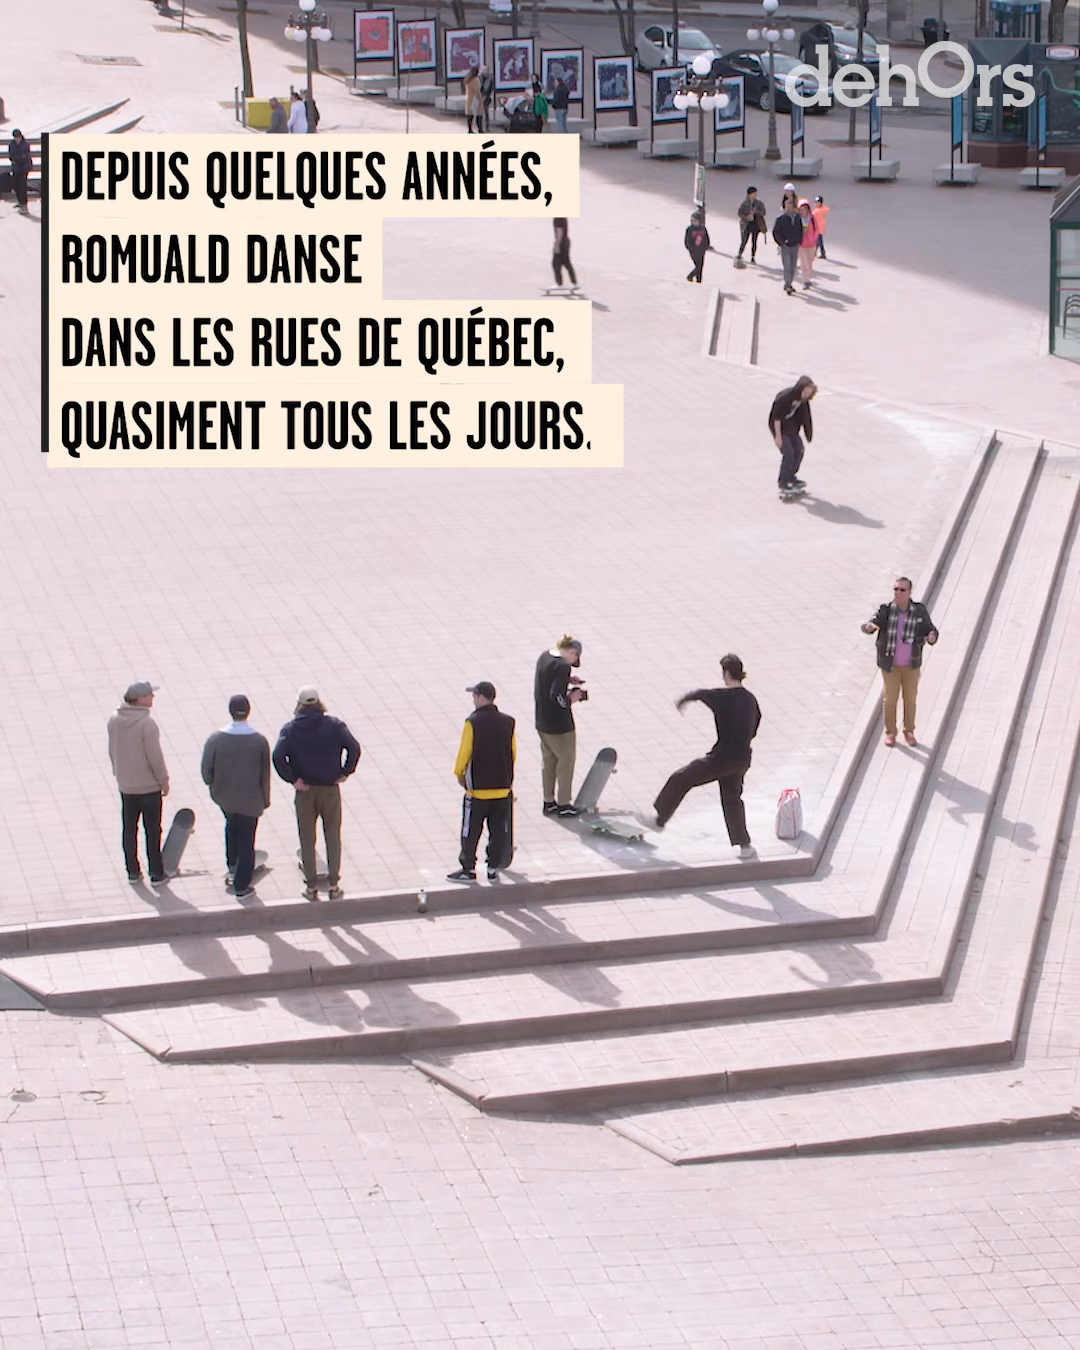 dehOrs
DEPUIS QUELQUES ANNÉES,
ROMUALD DANSE
DANS LES RUES DE QUÉBEC,
QUASIMENT TOUS LES JOURS.